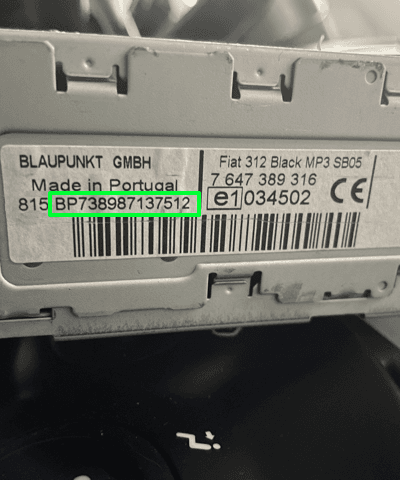 BLAUPUNKT GMBH
Fiat 312 Black MP3 SB05
Made in Portugal
7 647 389 316
815 BP738987137512
e1 034502
CE